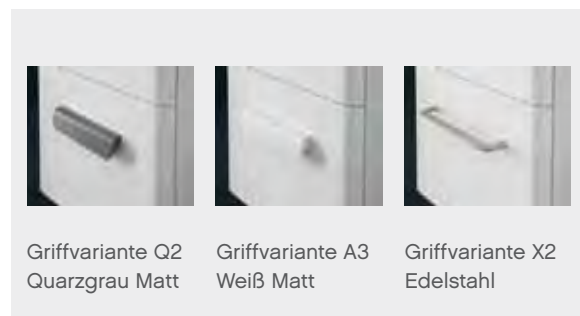 Griffvariante Q2
Quarzgrau Matt
Griffvariante A3
Weiß Matt
Griffvariante X2
Edelstahl